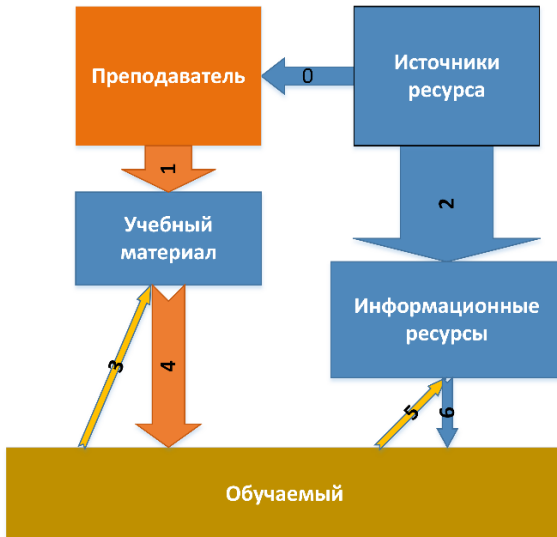 Преподаватель
0
Источники
ресурса
1
2
Учебный
материал
Информационные
ресурсы
3
4
5
6
Обучаемый